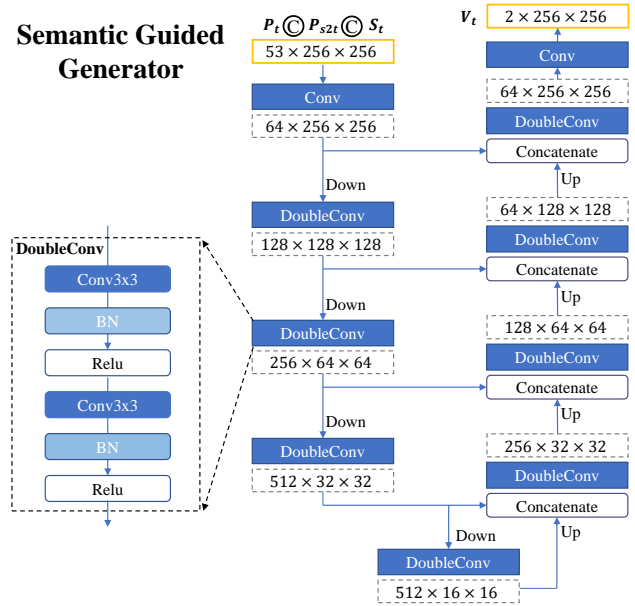 Semantic Guided
Generator
P_t Ⓒ P_{s2t} Ⓒ S_t
53 × 256 × 256
Conv
64 × 256 × 256
Down
DoubleConv
128 × 128 × 128
Down
DoubleConv
256 × 64 × 64
Down
DoubleConv
512 × 32 × 32
Down
DoubleConv
512 × 16 × 16
V_t
2 × 256 × 256
Conv
64 × 256 × 256
DoubleConv
Concatenate
Up
64 × 128 × 128
DoubleConv
Concatenate
Up
128 × 64 × 64
DoubleConv
Concatenate
Up
256 × 32 × 32
DoubleConv
Concatenate
Up
DoubleConv
Conv3x3
BN
Relu
Conv3x3
BN
Relu